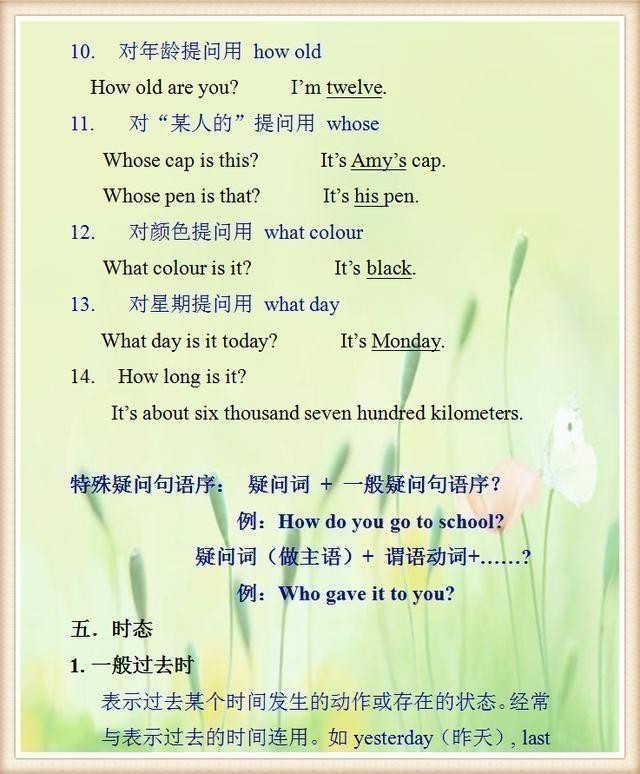 10. 对年龄提问用 how old
How old are you? I’m twelve.
11. 对“某人的”提问用 whose
Whose cap is this? It’s Amy’s cap.
Whose pen is that? It’s his pen.
12. 对颜色提问用 what colour
What colour is it? It’s black.
13. 对星期提问用 what day
What day is it today? It’s Monday.
14. How long is it?
It’s about six thousand seven hundred kilometers.
特殊疑问句语序： 疑问词 + 一般疑问句语序？
例：How do you go to school?
疑问词（做主语）+ 谓语动词+……?
例：Who gave it to you?
五．时态
1. 一般过去时
表示过去某个时间发生的动作或存在的状态。经常
与表示过去的时间连用。如 yesterday（昨天）, last